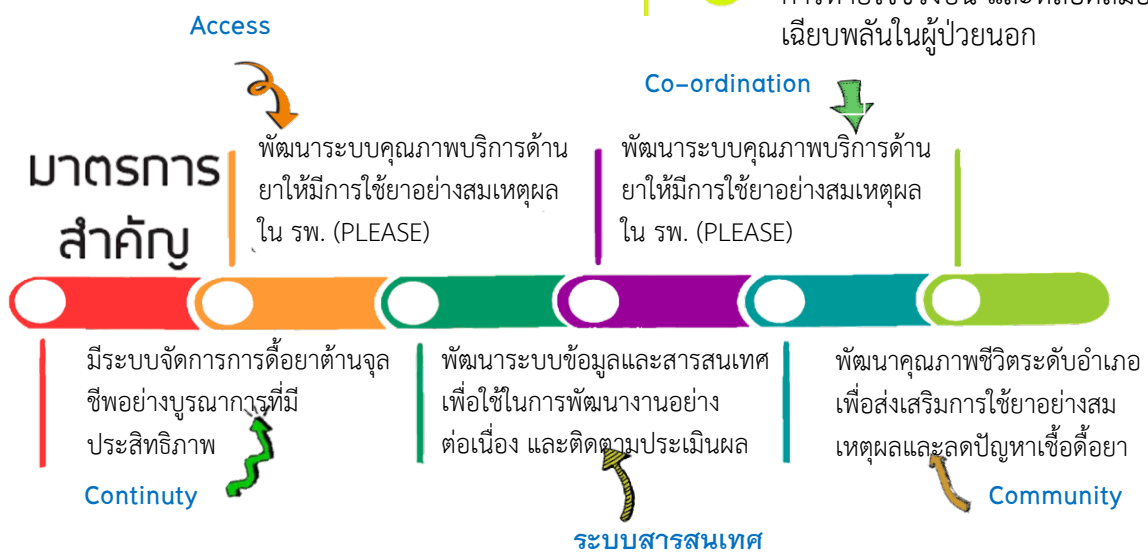 เฉียบพลันในผู้ป่วยนอก
Access
Co-ordination
มาตรการ
สำคัญ
พัฒนาระบบคุณภาพบริการด้าน
ยาให้มีการใช้ยาอย่างสมเหตุผล
ใน รพ. (PLEASE)
พัฒนาระบบคุณภาพบริการด้าน
ยาให้มีการใช้ยาอย่างสมเหตุผล
ใน รพ. (PLEASE)
มีระบบจัดการการดื้อยาต้านจุล
ชีพอย่างบูรณาการที่มี
ประสิทธิภาพ
Continuty
พัฒนาระบบข้อมูลและสารสนเทศ
เพื่อใช้ในการพัฒนางานอย่าง
ต่อเนื่อง และติดตามประเมินผล
ระบบสารสนเทศ
พัฒนาคุณภาพชีวิตระดับอำเภอ
เพื่อส่งเสริมการใช้ยาอย่างสม
เหตุผลและลดปัญหาเชื้อดื้อยา
Community